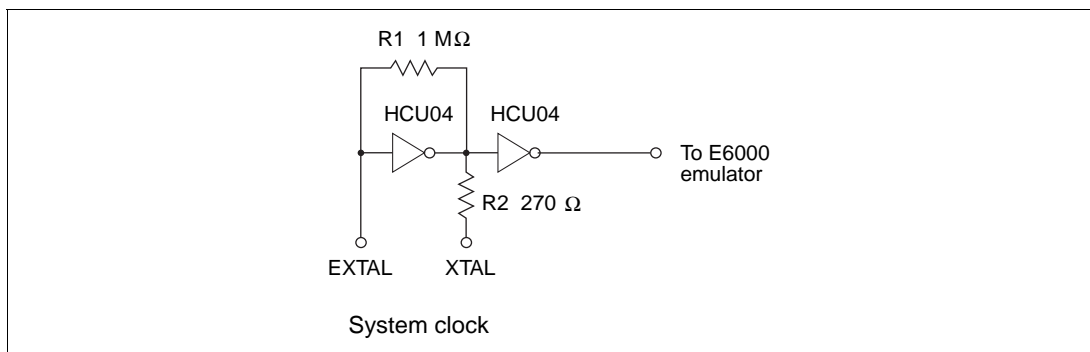 R1 1 MΩ
HCU04 HCU04
To E6000
emulator
R2 270 Ω
EXTAL XTAL
System clock